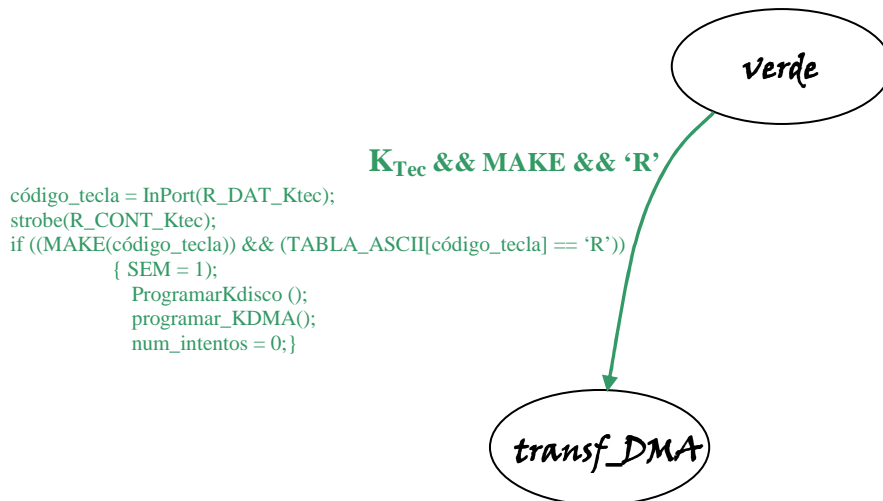 verde
K_Tec && MAKE && ‘R’
código_tecla = InPort(R_DAT_Ktec);
strobe(R_CONT_Ktec);
if ((MAKE(código_tecla)) && (TABLA_ASCII[código_tecla] == ‘R’))
{ SEM = 1);
ProgramarKdisco ();
programar_KDMA();
num_intentos = 0;}
transf_DMA